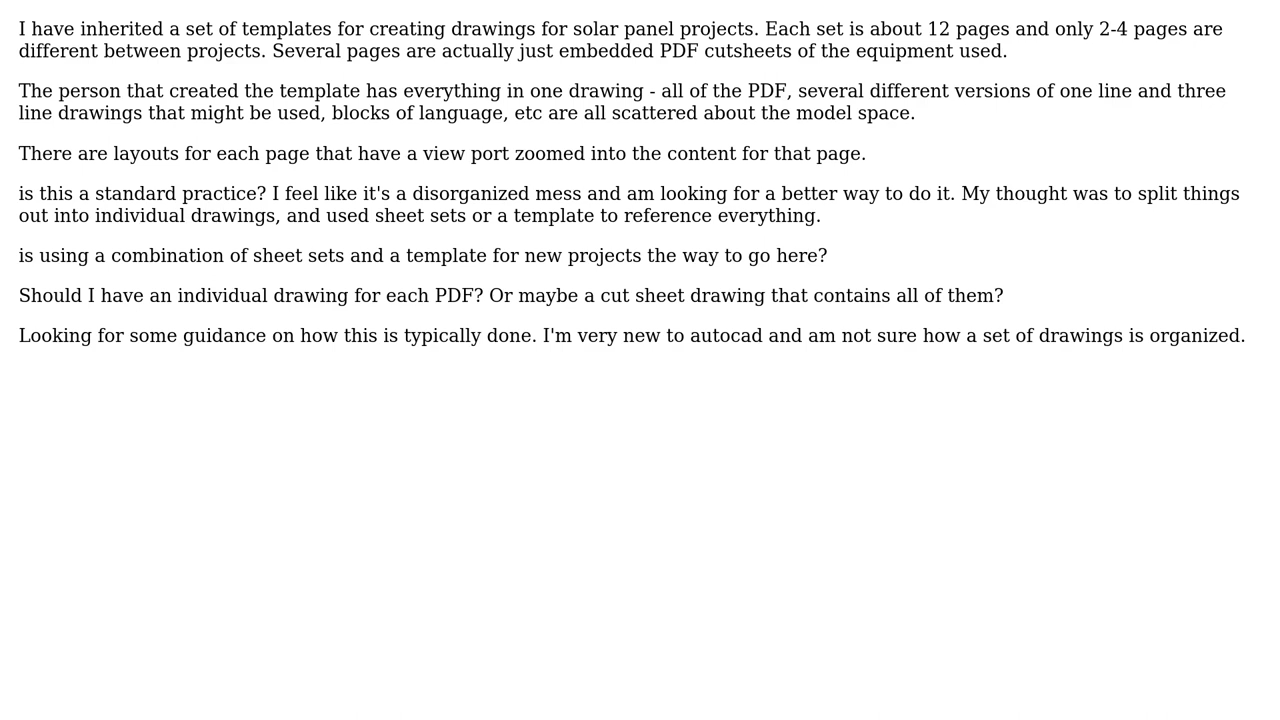 I have inherited a set of templates for creating drawings for solar panel projects. Each set is about 12 pages and only 2-4 pages are
different between projects. Several pages are actually just embedded PDF cutsheets of the equipment used.
The person that created the template has everything in one drawing - all of the PDF, several different versions of one line and three
line drawings that might be used, blocks of language, etc are all scattered about the model space.
There are layouts for each page that have a view port zoomed into the content for that page.
is this a standard practice? I feel like it's a disorganized mess and am looking for a better way to do it. My thought was to split things
out into individual drawings, and used sheet sets or a template to reference everything.
is using a combination of sheet sets and a template for new projects the way to go here?
Should I have an individual drawing for each PDF? Or maybe a cut sheet drawing that contains all of them?
Looking for some guidance on how this is typically done. I'm very new to autocad and am not sure how a set of drawings is organized.